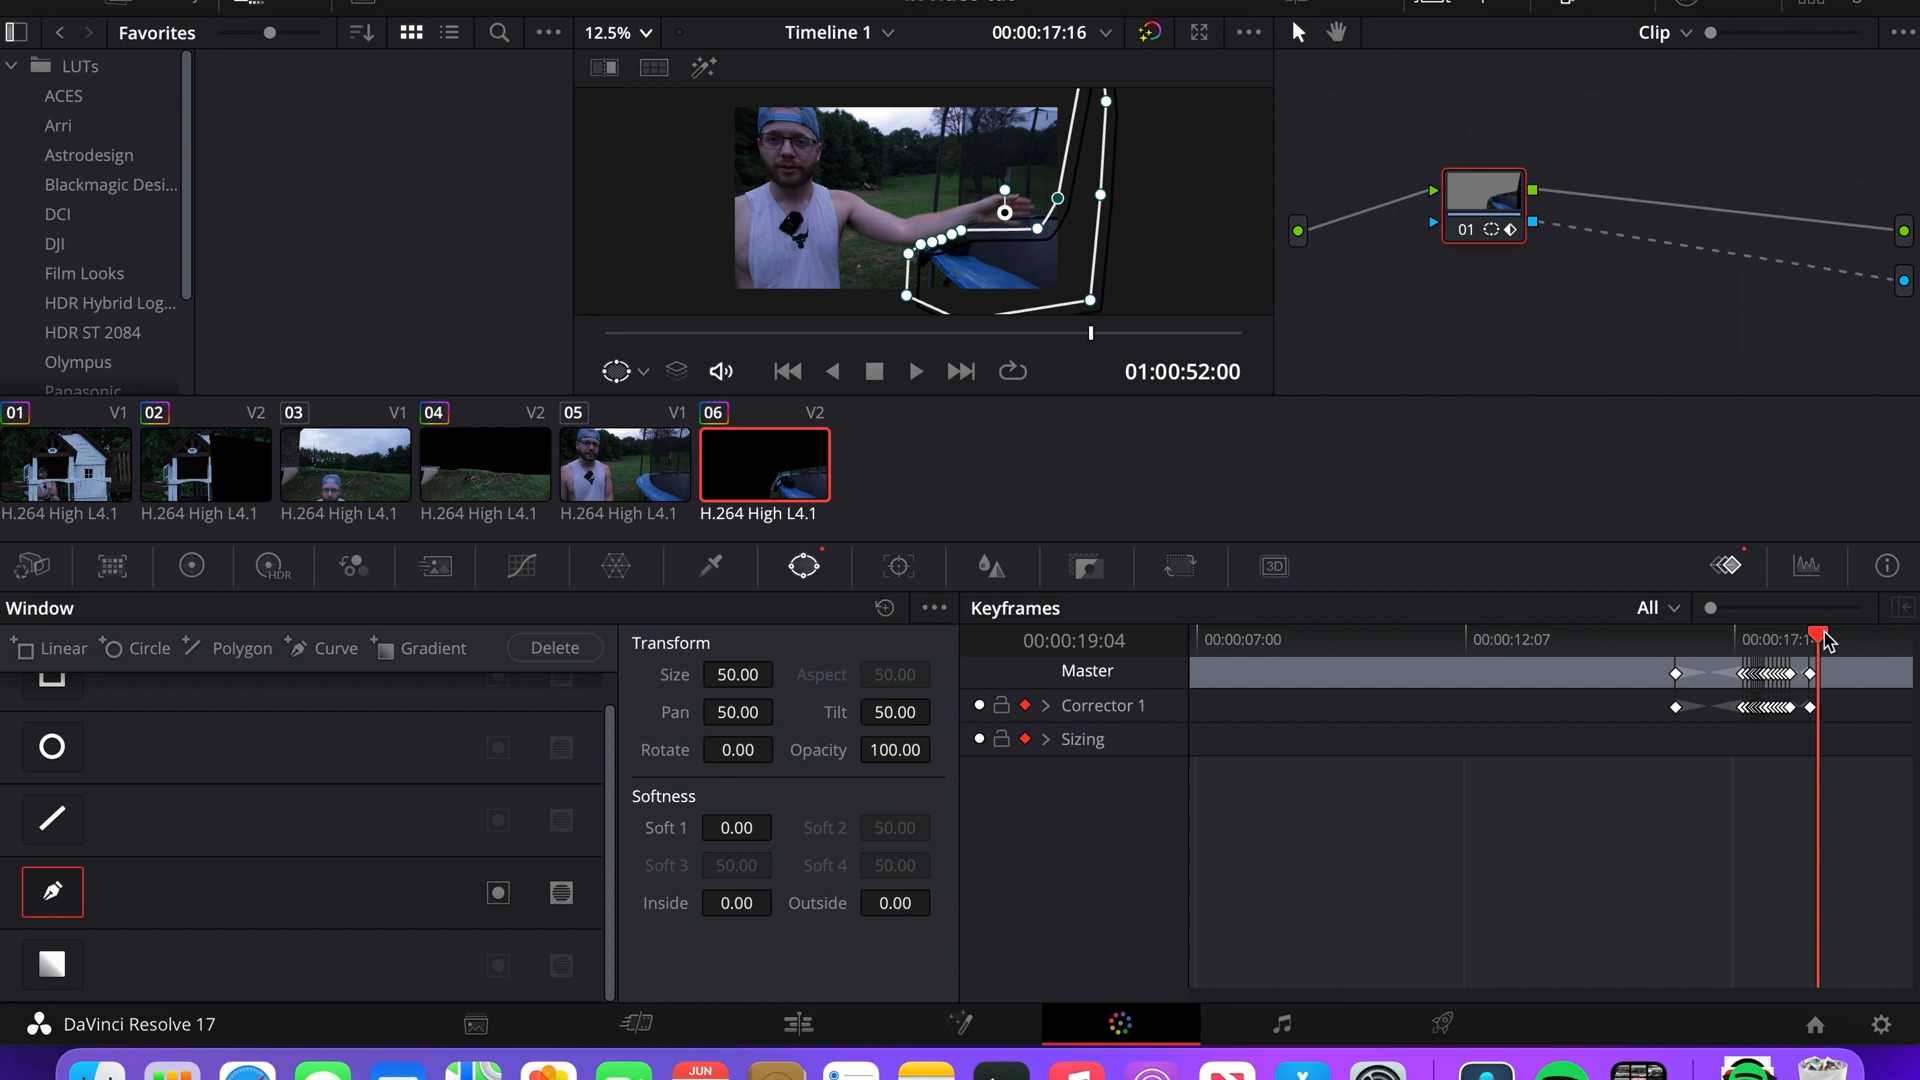 Favorites
12.5%
Timeline 1
00:00:17:16
Clip
LUTs
ACES
Arri
Astrodesign
Blackmagic Desi...
DCI
DJI
Film Looks
HDR Hybrid Log...
HDR ST 2084
Olympus
Panasonic
01:00:52:00
01 V1 02 V2 03 V1 04 V2 05 V1 06 V2
H.264 High L4.1 H.264 High L4.1 H.264 High L4.1 H.264 High L4.1 H.264 High L4.1 H.264 High L4.1
01
HDR
3D
Window
Linear Circle Polygon Curve Gradient Delete
Transform
Size 50.00 Aspect 50.00
Pan 50.00 Tilt 50.00
Rotate 0.00 Opacity 100.00
Softness
Soft 1 0.00 Soft 2 50.00
Soft 3 50.00 Soft 4 50.00
Inside 0.00 Outside 0.00
Keyframes
All
00:00:19:04
00:00:07:00 00:00:12:07
Master
Corrector 1
Sizing
DaVinci Resolve 17
JUN